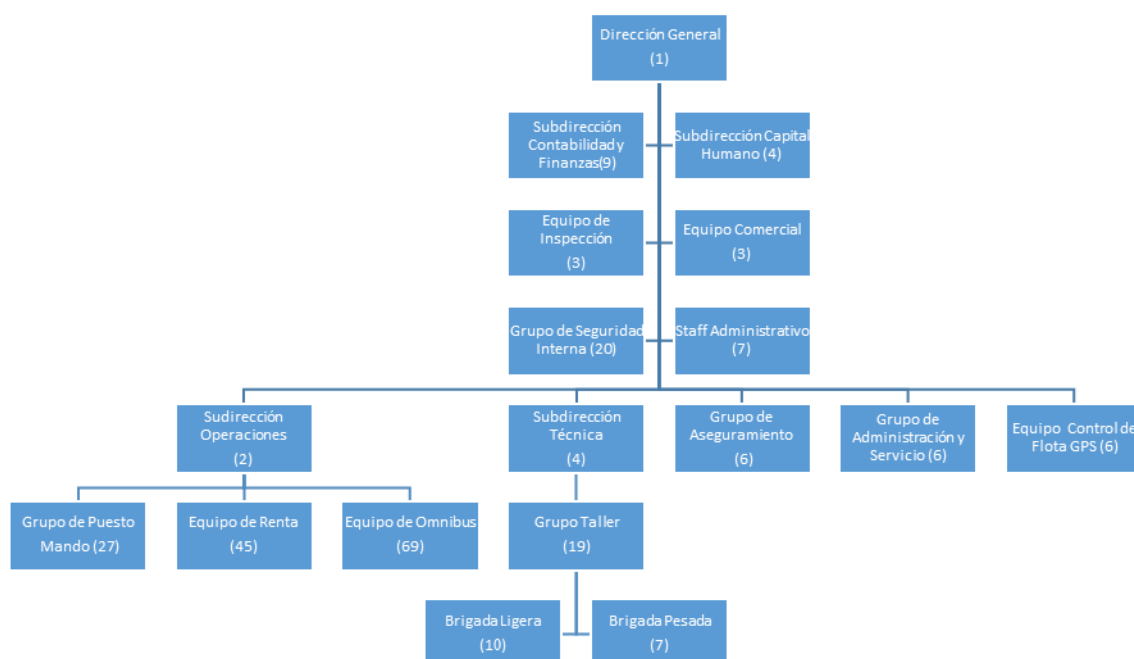 Dirección General
(1)
Subdirección
Contabilidad y
Finanzas(9)
Subdirección Capital
Humano (4)
Equipo de
Inspección
(3)
Equipo Comercial
(3)
Grupo de Seguridad
Interna (20)
Staff Administrativo
(7)
Sudirección
Operaciones
(2)
Subdirección
Técnica
(4)
Grupo de
Aseguramiento
(6)
Grupo de
Administración y
Servicio (6)
Equipo Control de
Flota GPS (6)
Grupo de Puesto
Mando (27)
Equipo de Renta
(45)
Equipo de Omnibus
(69)
Grupo Taller
(19)
Brigada Ligera
(10)
Brigada Pesada
(7)